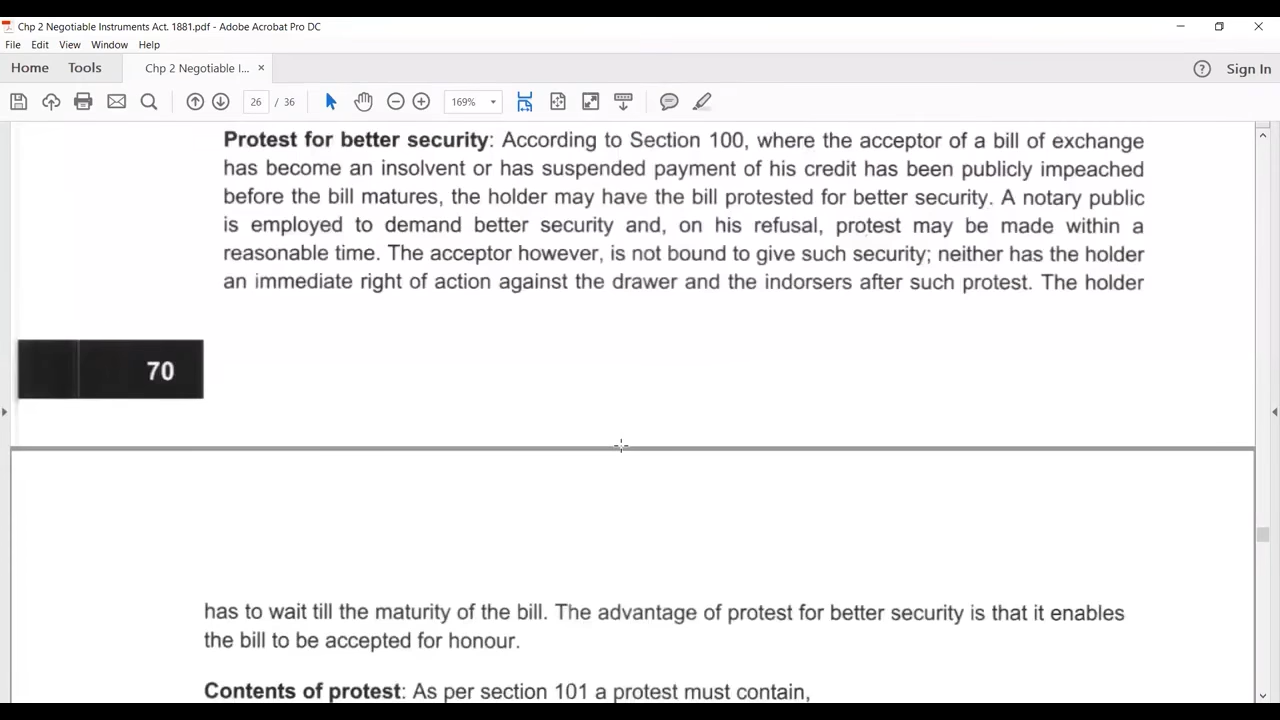 Chp 2 Negotiable Instruments Act. 1881.pdf - Adobe Acrobat Pro DC
File Edit View Window Help
Home Tools Chp 2 Negotiable I... × Sign In
26 / 36 169%
Protest for better security: According to Section 100, where the acceptor of a bill of exchange
has become an insolvent or has suspended payment of his credit has been publicly impeached
before the bill matures, the holder may have the bill protested for better security. A notary public
is employed to demand better security and, on his refusal, protest may be made within a
reasonable time. The acceptor however, is not bound to give such security; neither has the holder
an immediate right of action against the drawer and the indorsers after such protest. The holder
70
has to wait till the maturity of the bill. The advantage of protest for better security is that it enables
the bill to be accepted for honour.
Contents of protest: As per section 101 a protest must contain,